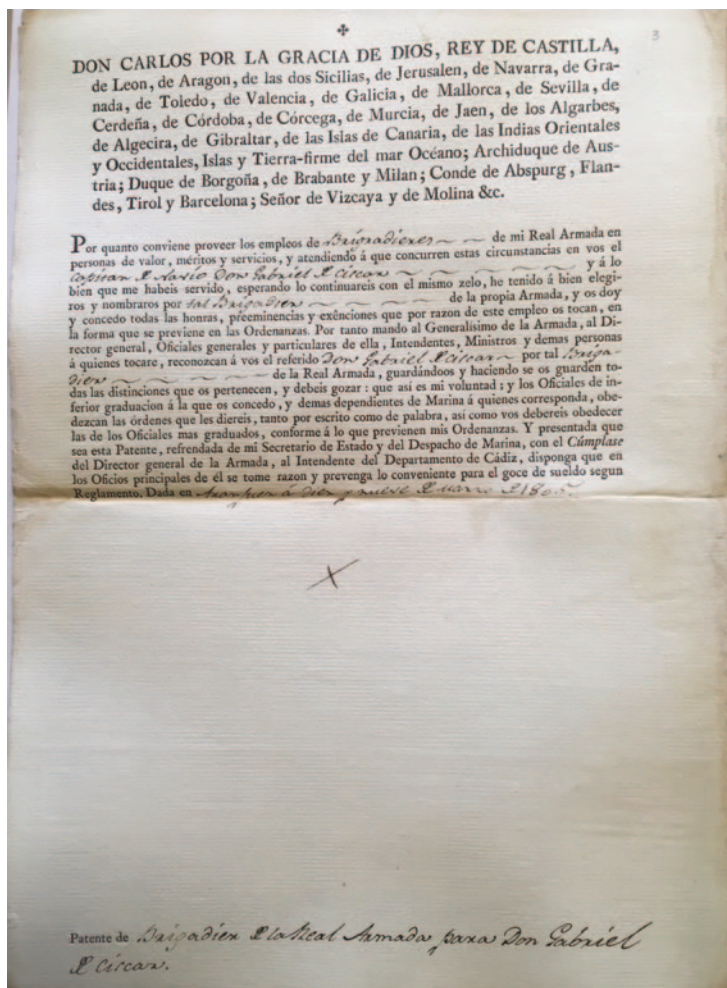 3
DON CARLOS POR LA GRACIA DE DIOS, REY DE CASTILLA,
de Leon, de Aragon, de las dos Sicilias, de Jerusalen, de Navarra, de Gra-
nada, de Toledo, de Valencia, de Galicia, de Mallorca, de Sevilla, de
Cerdeña, de Córdoba, de Córcega, de Murcia, de Jaen, de los Algarbes,
de Algecira, de Gibraltar, de las Islas de Canaria, de las Indias Orientales
y Occidentales, Islas y Tierra-firme del mar Océano; Archiduque de Aus-
tria; Duque de Borgoña, de Brabante y Milan; Conde de Abspurg, Flan-
des, Tirol y Barcelona; Señor de Vizcaya y de Molina &c.
Por quanto conviene proveer los empleos de Brigadieres de mi Real Armada en
personas de valor, méritos y servicios, y atendiendo á que concurren estas circunstancias en vos el
Capitan de Navio Don Gabriel de Ciscar y á lo
bien que me habeis servido, esperando lo continuareis con el mismo zelo, he tenido á bien elegi-
ros y nombraros por tal Brigadier de la propia Armada, y os doy
y concedo todas las honras, preeminencias y exênciones que por razon de este empleo os tocan, en
la forma que se previene en las Ordenanzas. Por tanto mando al Generalísimo de la Armada, al Di-
rector general, Oficiales generales y particulares de ella, Intendentes, Ministros y demas personas
á quienes tocare, reconozcan á vos el referido Don Gabriel de Ciscar por tal Briga-
dier de la Real Armada, guardándoos y haciendo se os guarden to-
das las distinciones que os pertenecen, y debeis gozar: que así es mi voluntad; y los Oficiales de in-
ferior graduacion á la que os concedo, y demas dependientes de Marina á quienes corresponda, obe-
dezcan las órdenes que les diereis, tanto por escrito como de palabra, así como vos debereis obedecer
las de los Oficiales mas graduados, conforme á lo que previenen mis Ordenanzas. Y presentada que
sea esta Patente, refrendada de mi Secretario de Estado y del Despacho de Marina, con el Cúmplase
del Director general de la Armada, al Intendente del Departamento de Cádiz, disponga que en
los Oficios principales de él se tome razon y prevenga lo conveniente para el goce de sueldo segun
Reglamento. Dada en Aranjuez á diez y nueve de marzo de 1805.
Patente de Brigadier de la Real Armada para Don Gabriel
de Ciscar.